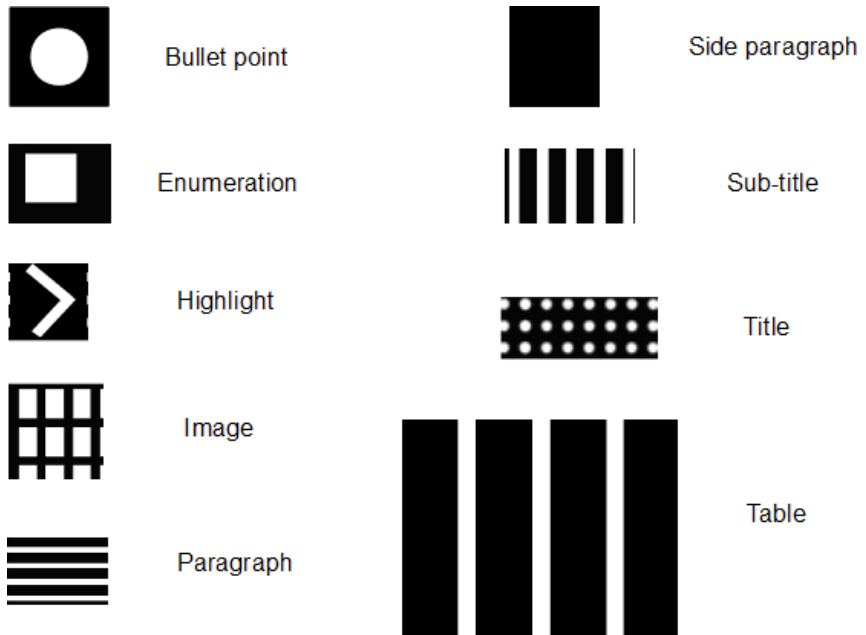 Bullet point
Enumeration
Highlight
Image
Paragraph
Side paragraph
Sub-title
Title
Table